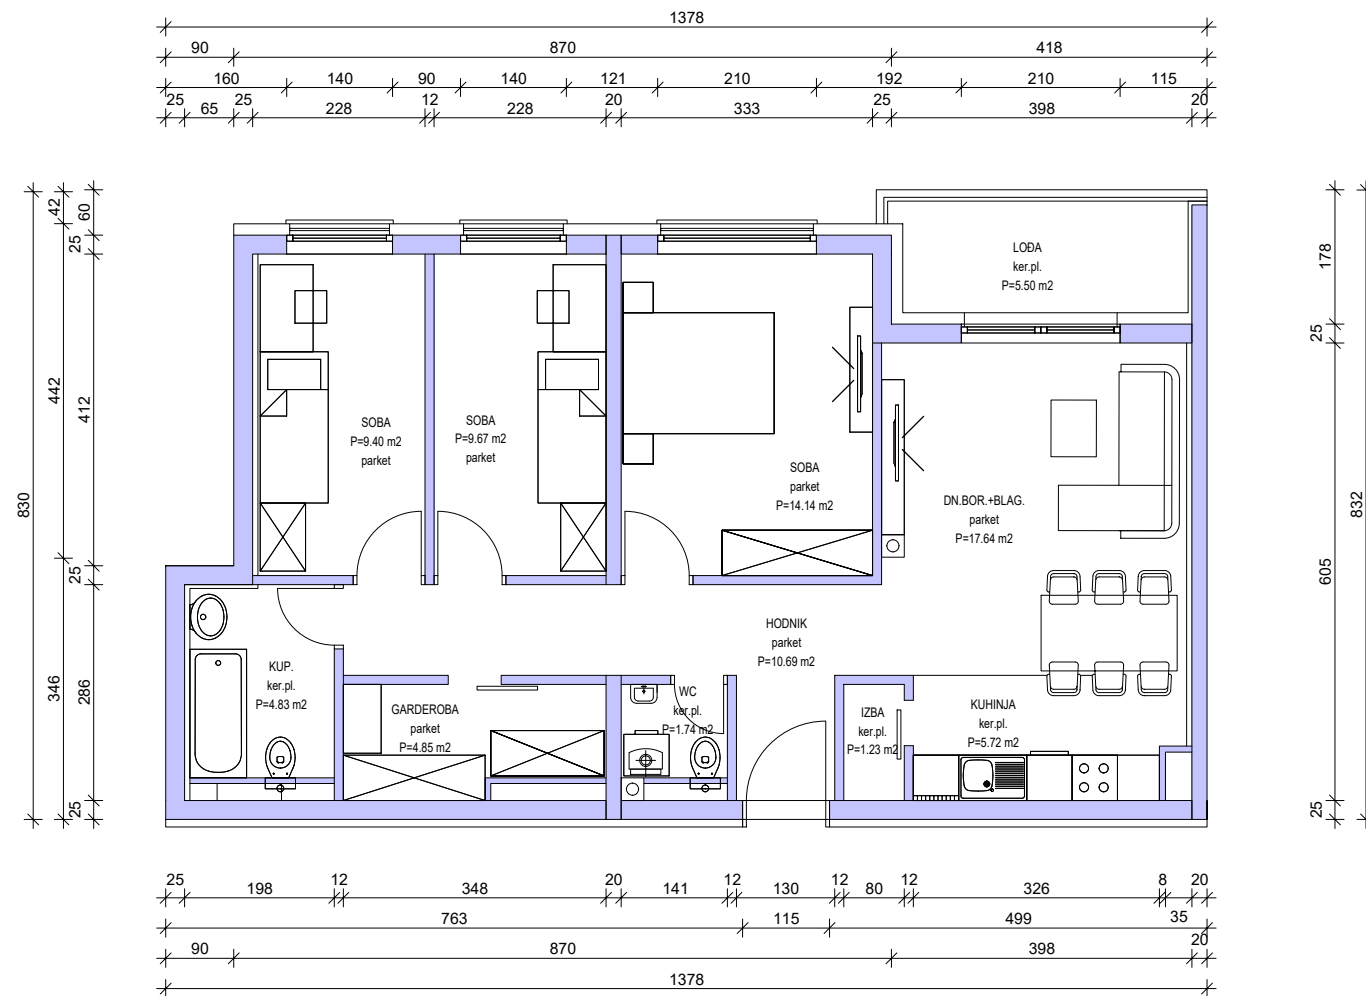 1378
90 870 418
160 140 90 140 121 210 192 210 115
25 65 25 228 12 228 20 333 25 398 20
42 60
25
442 412
830
25
346 286
25
178
25
832
605
25
LOĐA
ker.pl.
P=5.50 m2
SOBA
P=9.40 m2
parket
SOBA
P=9.67 m2
parket
SOBA
parket
P=14.14 m2
DN.BOR.+BLAG.
parket
P=17.64 m2
HODNIK
parket
P=10.69 m2
KUP.
ker.pl.
P=4.83 m2
GARDEROBA
parket
P=4.85 m2
WC
ker.pl.
P=1.74 m2
IZBA
ker.pl.
P=1.23 m2
KUHINJA
ker.pl.
P=5.72 m2
25 198 12 348 20 141 12 130 12 80 12 326 8 20
763 115 499 35
90 870 398 20
1378